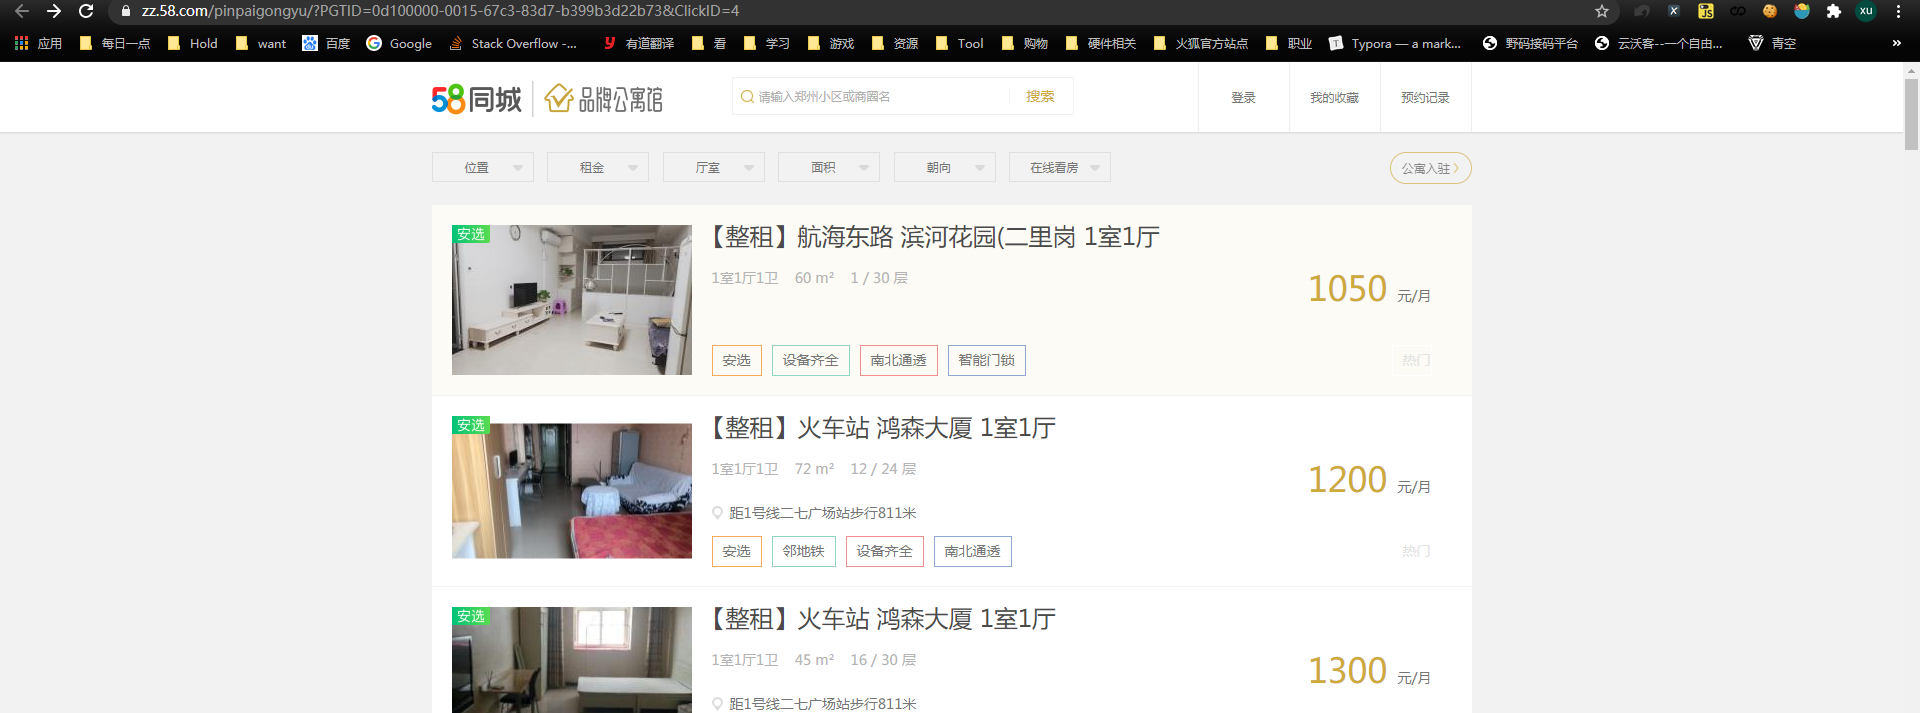 zz.58.com/pinpaigongyu/?PGTID=0d100000-0015-67c3-83d7-b399b3d22b73&ClickID=4
JS
xu
应用 每日一点 Hold want 百度 Google Stack Overflow -... 有道翻译 看 学习 游戏 资源 Tool 购物 硬件相关 火狐官方站点 职业 Typora — a mark... 野码接码平台 云沃客--一个自由... 青空 »
58同城 品牌公寓馆 请输入郑州小区或商圈名 搜索 登录 我的收藏 预约记录
位置 租金 厅室 面积 朝向 在线看房 公寓入驻
安选
【整租】航海东路 滨河花园(二里岗 1室1厅
1室1厅1卫 60 m² 1 / 30 层
1050 元/月
安选 设备齐全 南北通透 智能门锁 热门
安选
【整租】火车站 鸿森大厦 1室1厅
1室1厅1卫 72 m² 12 / 24 层
1200 元/月
距1号线二七广场站步行811米
安选 邻地铁 设备齐全 南北通透 热门
安选
【整租】火车站 鸿森大厦 1室1厅
1室1厅1卫 45 m² 16 / 30 层
1300 元/月
距1号线二七广场站步行811米